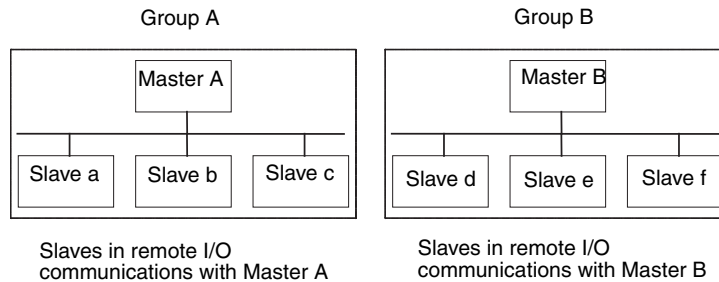 Group A
Group B
Master A
Master B
Slave a
Slave b
Slave c
Slave d
Slave e
Slave f
Slaves in remote I/O
communications with Master A
Slaves in remote I/O
communications with Master B